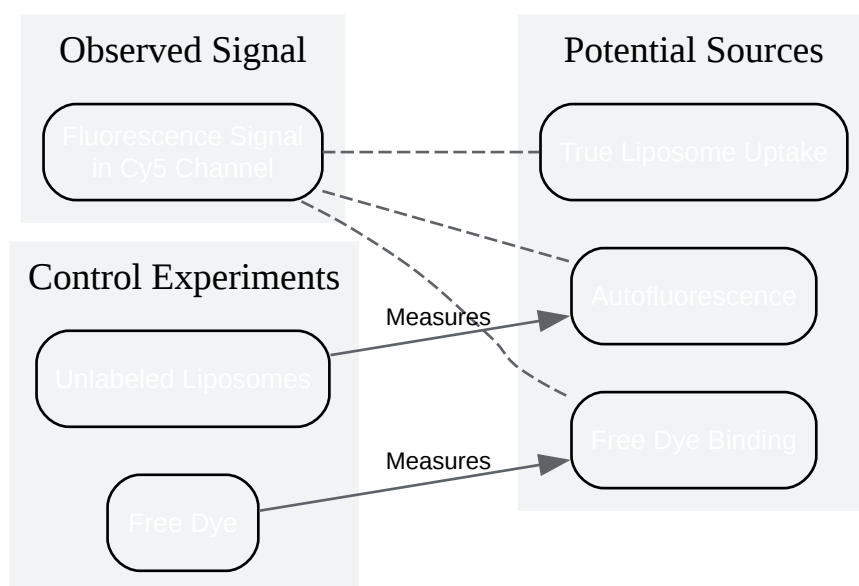 Observed Signal
Fluorescence Signal
in Cy5 Channel
Potential Sources
True Liposome Uptake
Autofluorescence
Free Dye Binding
Control Experiments
Unlabeled Liposomes
Free Dye
Measures
Measures